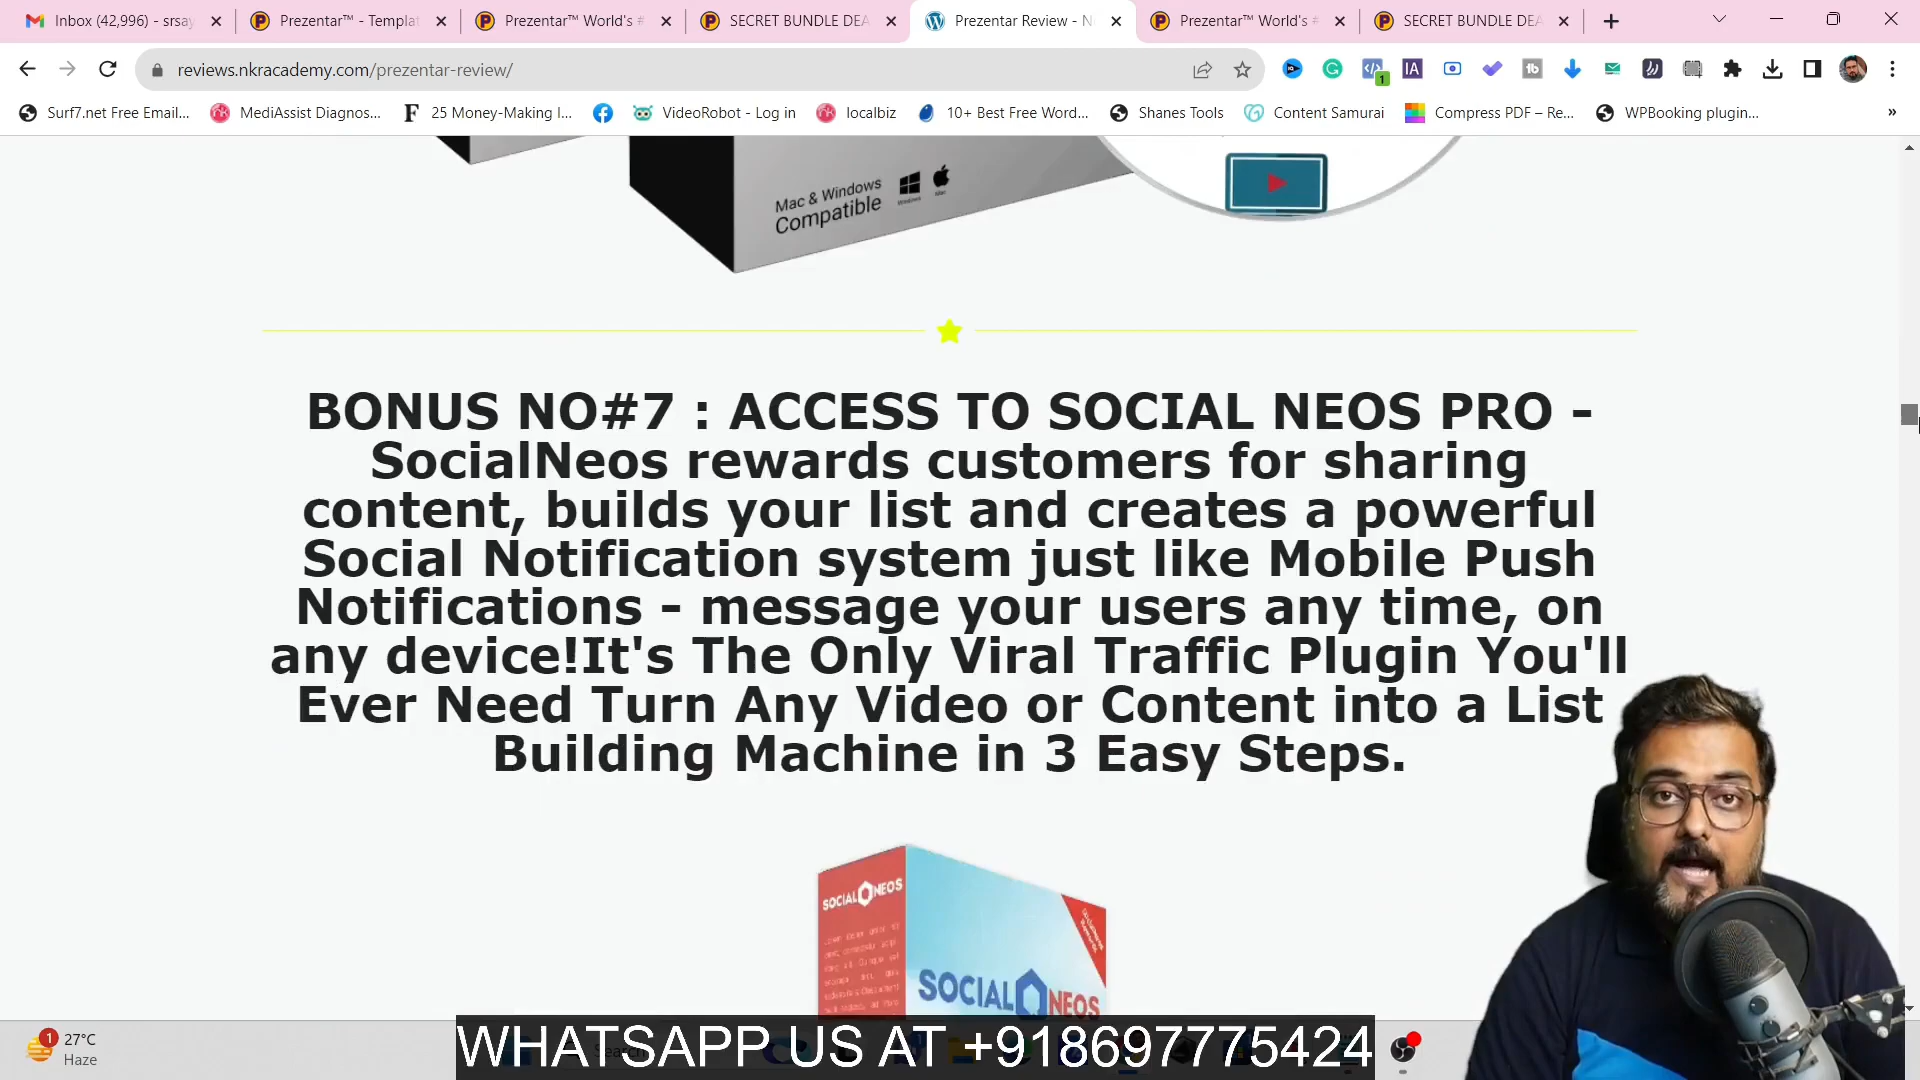 Inbox (42,996) - srsay
Prezentar™ - Templat
Prezentar™ World's #
SECRET BUNDLE DEA
Prezentar Review - N
Prezentar™ World's #
SECRET BUNDLE DEA
reviews.nkracademy.com/prezentar-review/
IA
1
Surf7.net Free Email...
MediAssist Diagnos...
25 Money-Making I...
VideoRobot - Log in
localbiz
10+ Best Free Word...
Shanes Tools
Content Samurai
Compress PDF – Re...
WPBooking plugin...
»
Mac & Windows
Compatible
BONUS NO#7 : ACCESS TO SOCIAL NEOS PRO -
SocialNeos rewards customers for sharing
content, builds your list and creates a powerful
Social Notification system just like Mobile Push
Notifications - message your users any time, on
any device!It's The Only Viral Traffic Plugin You'll
Ever Need Turn Any Video or Content into a List
Building Machine in 3 Easy Steps.
SOCIAL NEOS
SOCIAL NEOS
1
27°C
Haze
Search
WHATSAPP US AT +918697775424